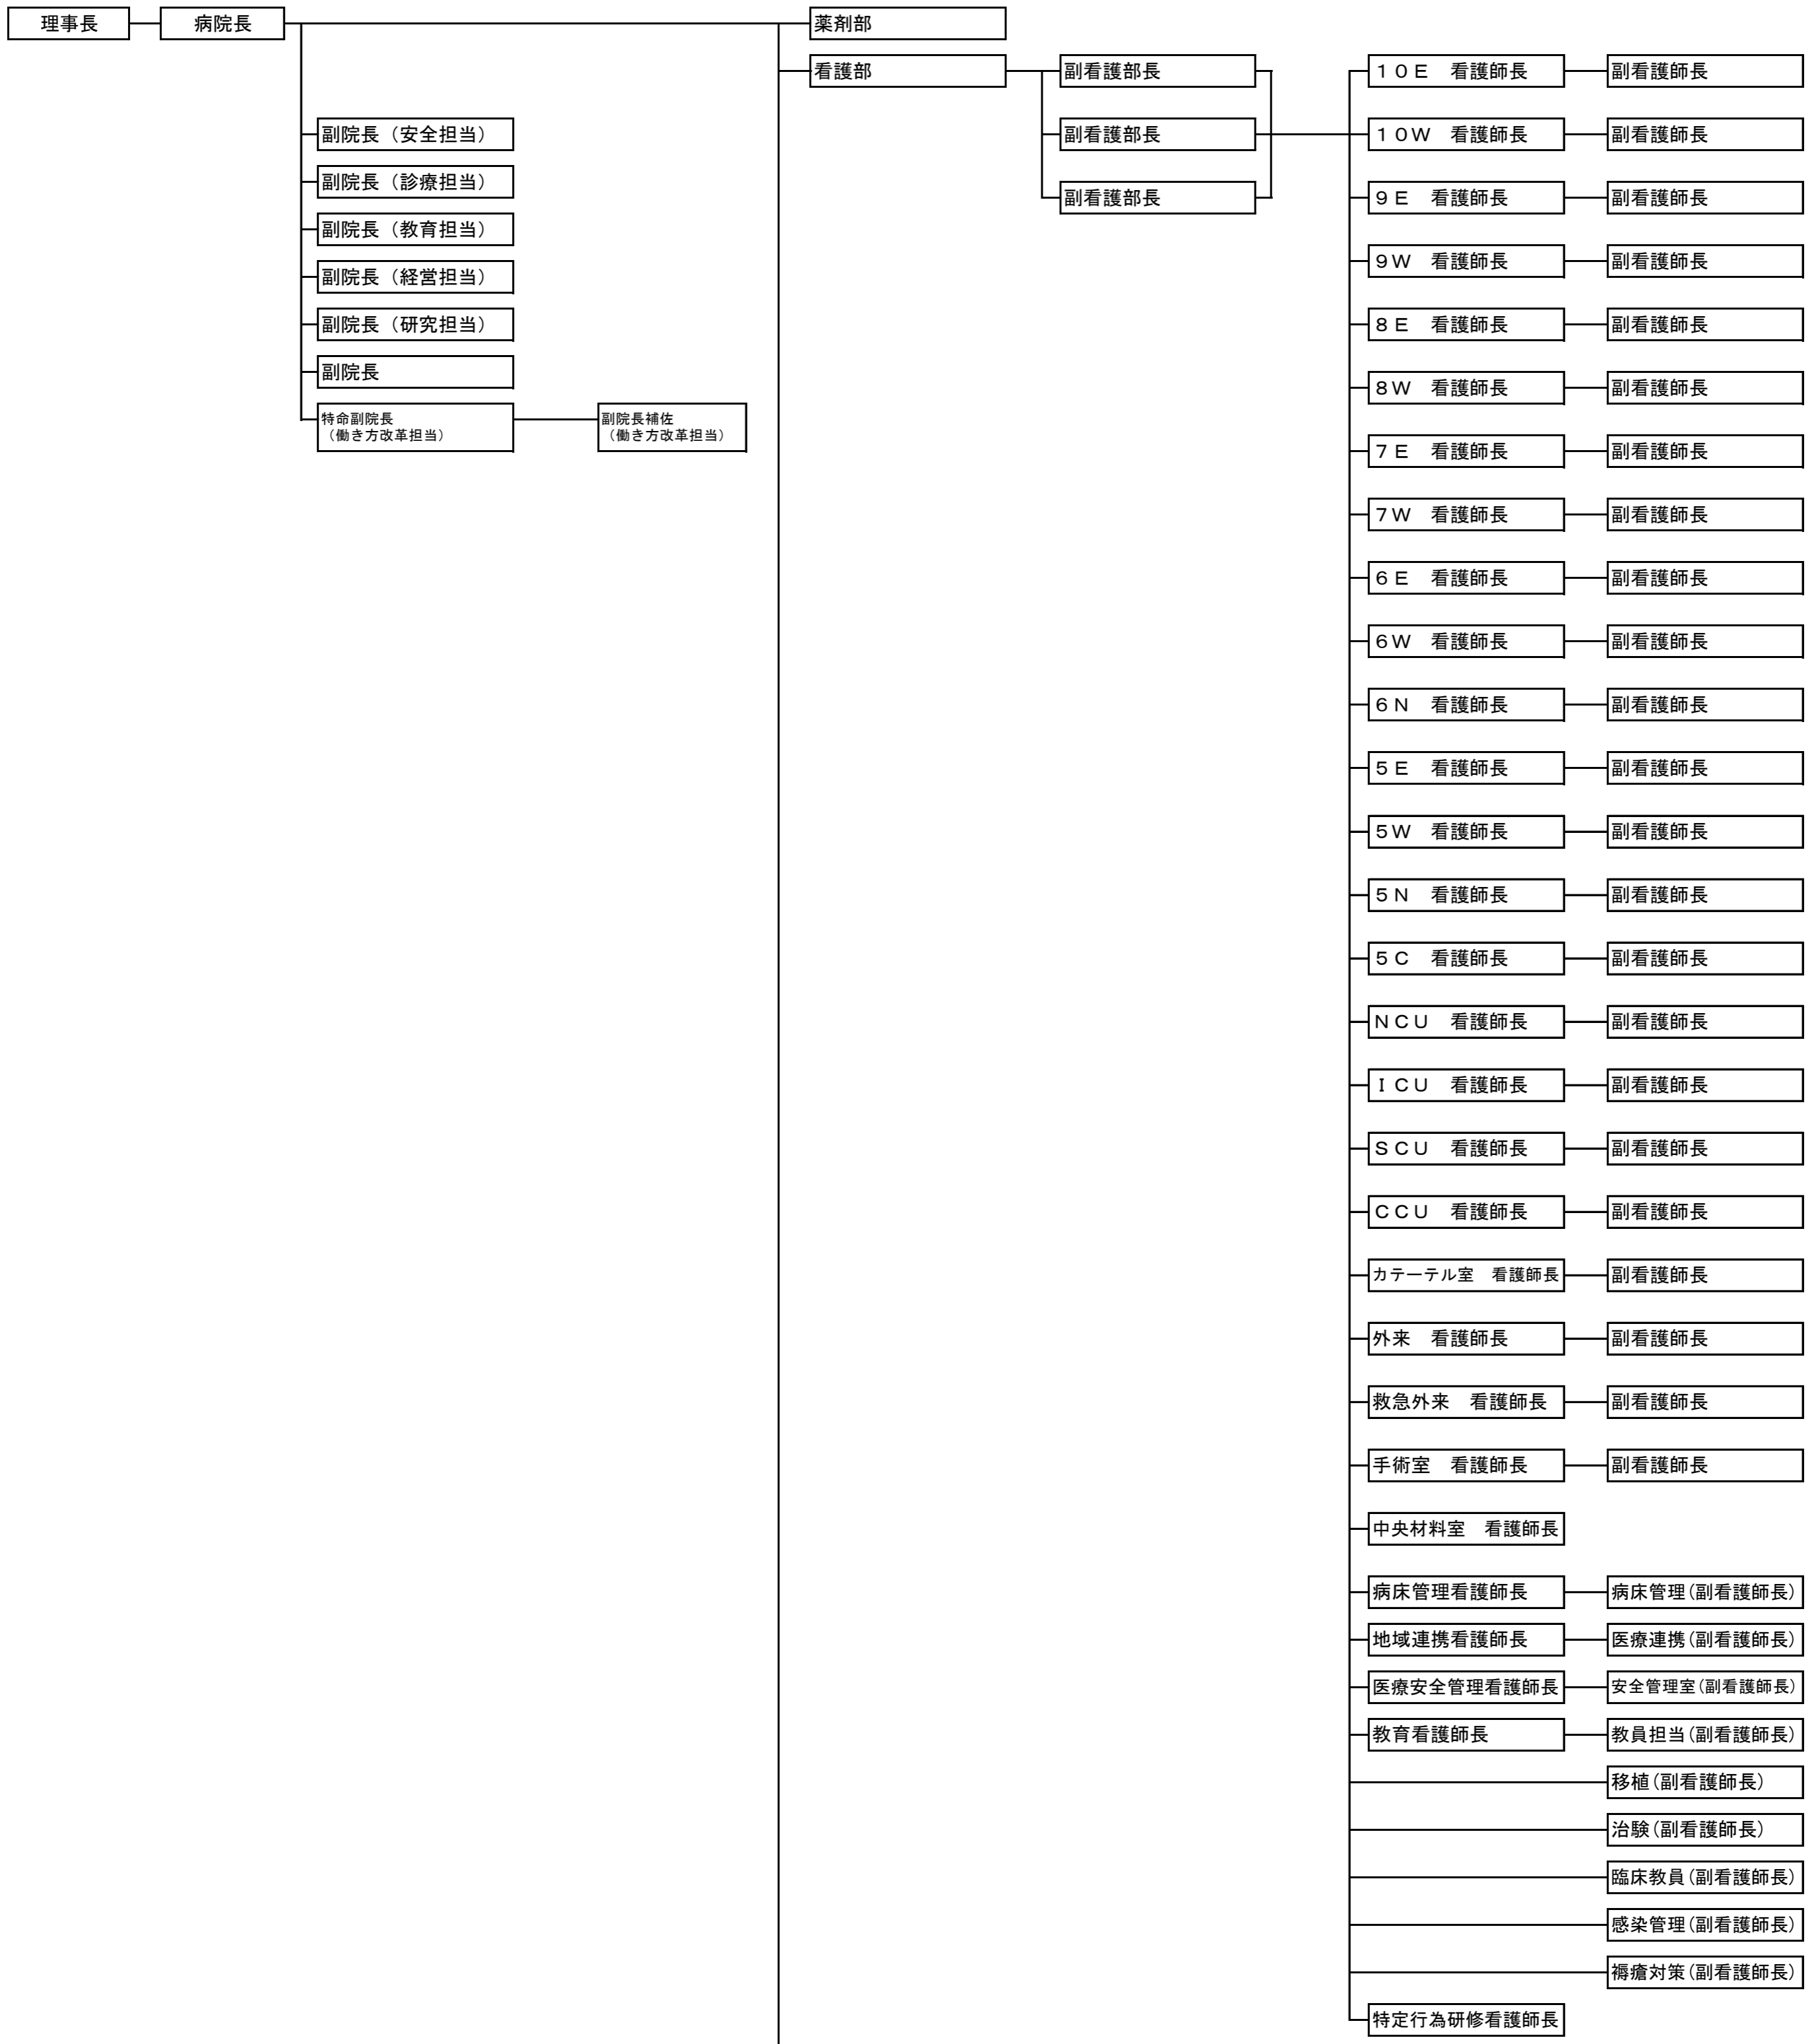 理事長 病院長 薬剤部
看護部 副看護部長 １０Ｅ　看護師長 副看護師長
副院長（安全担当） 副看護部長 １０Ｗ　看護師長 副看護師長
副院長（診療担当） 副看護部長 ９Ｅ　看護師長 副看護師長
副院長（教育担当）
副院長（経営担当） ９Ｗ　看護師長 副看護師長
副院長（研究担当） ８Ｅ　看護師長 副看護師長
副院長 ８Ｗ　看護師長 副看護師長
特命副院長
（働き方改革担当）
副院長補佐
（働き方改革担当）
７Ｅ　看護師長 副看護師長
７Ｗ　看護師長 副看護師長
６Ｅ　看護師長 副看護師長
６Ｗ　看護師長 副看護師長
６Ｎ　看護師長 副看護師長
５Ｅ　看護師長 副看護師長
５Ｗ　看護師長 副看護師長
５Ｎ　看護師長 副看護師長
５Ｃ　看護師長 副看護師長
ＮＣＵ　看護師長 副看護師長
ＩＣＵ　看護師長 副看護師長
ＳＣＵ　看護師長 副看護師長
ＣＣＵ　看護師長 副看護師長
カテーテル室　看護師長 副看護師長
外来　看護師長 副看護師長
救急外来　看護師長 副看護師長
手術室　看護師長 副看護師長
中央材料室　看護師長
病床管理看護師長 病床管理(副看護師長)
地域連携看護師長 医療連携(副看護師長)
医療安全管理看護師長 安全管理室(副看護師長)
教育看護師長 教員担当(副看護師長)
移植(副看護師長)
治験(副看護師長)
臨床教員(副看護師長)
感染管理(副看護師長)
褥瘡対策(副看護師長)
特定行為研修看護師長